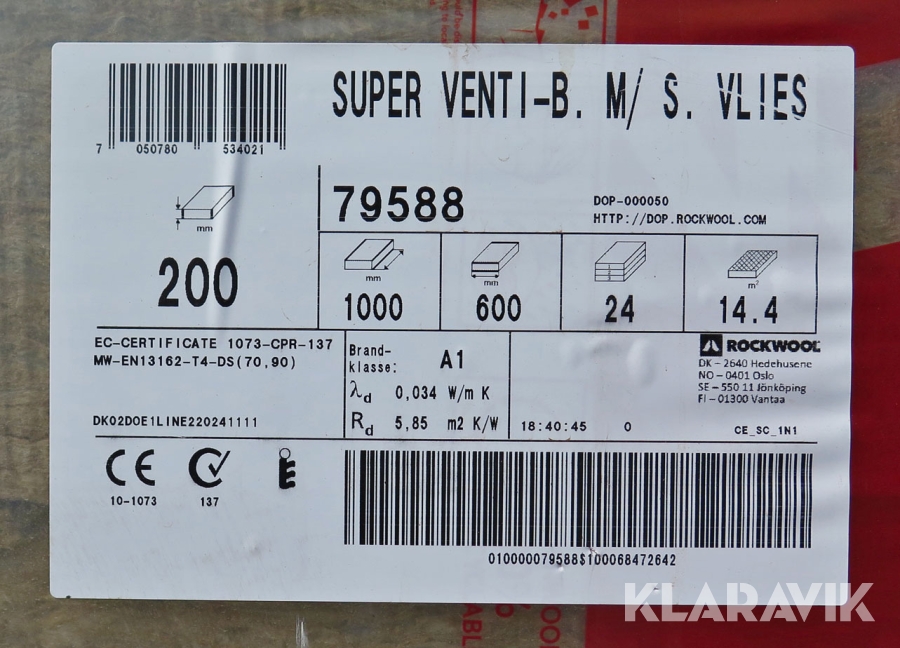 SUPER VENTI-B. M/ S. VLIES
7 050780 534021
79588
DOP-000050
HTTP://DOP.ROCKWOOL.COM
mm
200
mm
1000
mm
600
24
m²
14.4
EC-CERTIFICATE 1073-CPR-137
MW-EN13162-T4-DS(70,90)
DK02DOE1LINE220241111
Brand-
klasse: A1
λd 0,034 W/m K
Rd 5,85 m2 K/W
18:40:45 0
ROCKWOOL
DK - 2640 Hedehusene
NO - 0401 Oslo
SE - 550 11 Jönköping
FI - 01300 Vantaa
CE_SC_1N1
CE
10-1073
137
010000079588$100068472642
KLARAVIK